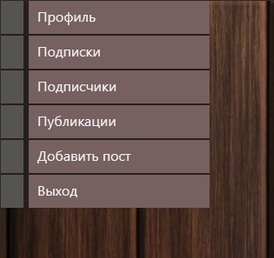 Профиль
Подписки
Подписчики
Публикации
Добавить пост
Выход